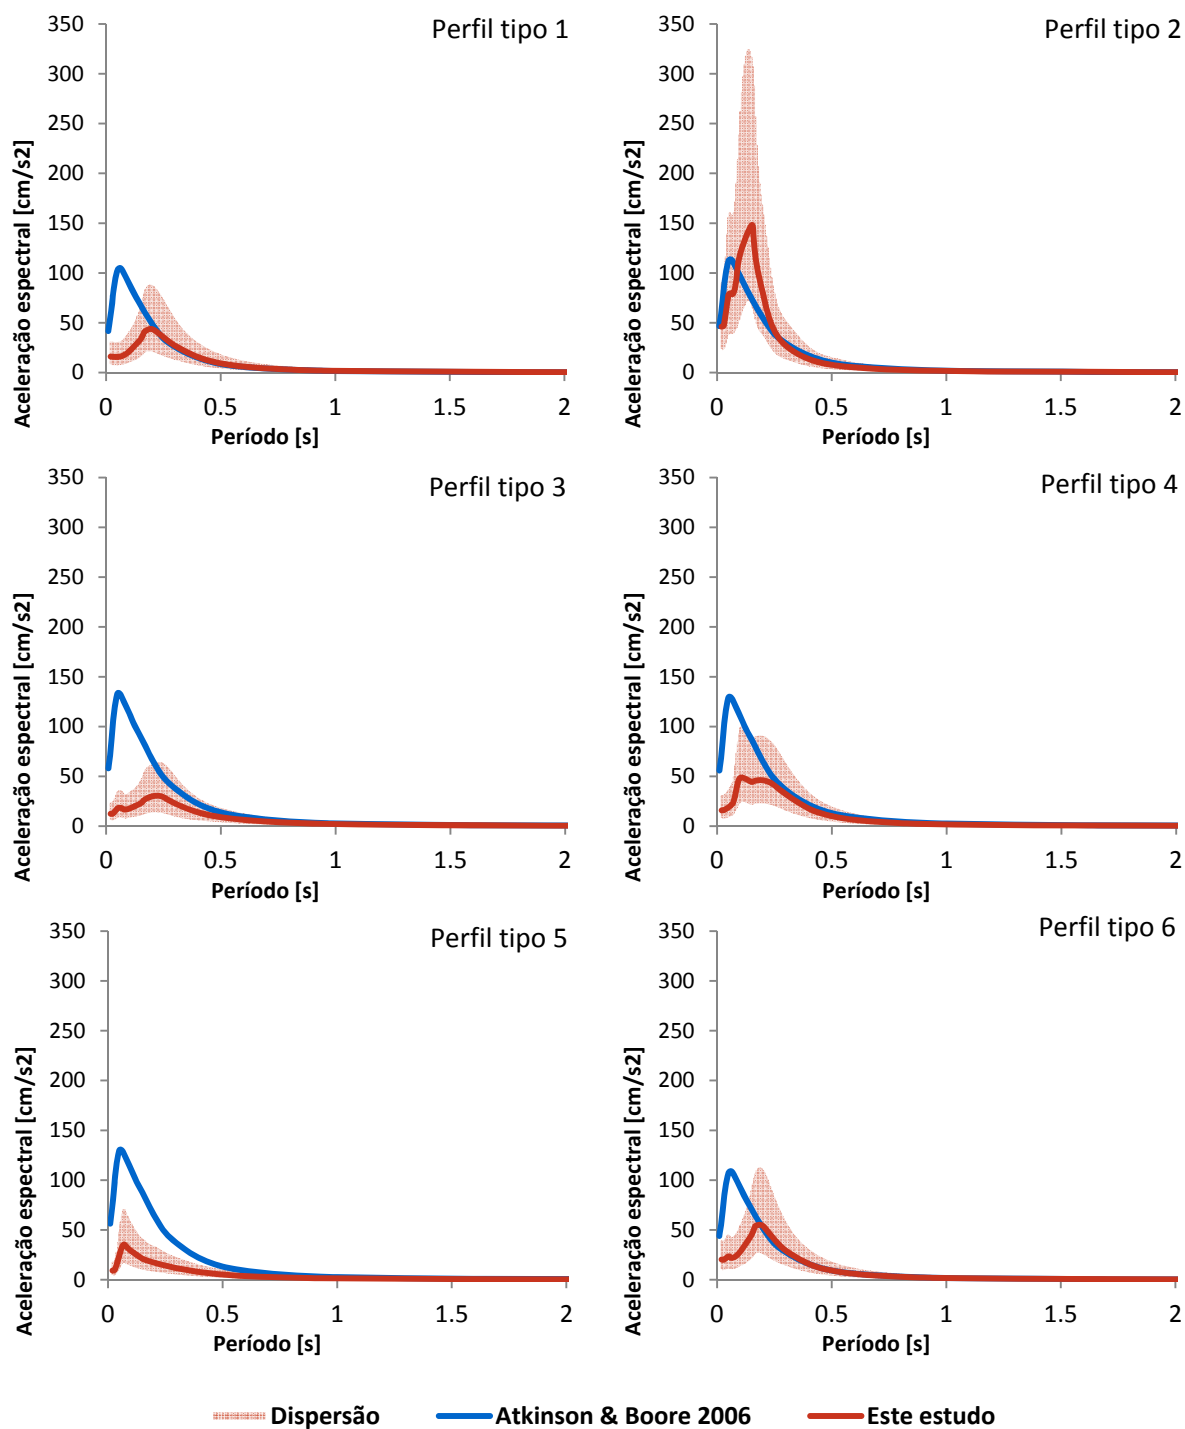 Perfil tipo 1
Aceleração espectral [cm/s2]
350
300
250
200
150
100
50
0
0 0.5 1 1.5 2
Período [s]
Perfil tipo 2
Aceleração espectral [cm/s2]
350
300
250
200
150
100
50
0
0 0.5 1 1.5 2
Período [s]
Perfil tipo 3
Aceleração espectral [cm/s2]
350
300
250
200
150
100
50
0
0 0.5 1 1.5 2
Período [s]
Perfil tipo 4
Aceleração espectral [cm/s2]
350
300
250
200
150
100
50
0
0 0.5 1 1.5 2
Período [s]
Perfil tipo 5
Aceleração espectral [cm/s2]
350
300
250
200
150
100
50
0
0 0.5 1 1.5 2
Período [s]
Perfil tipo 6
Aceleração espectral [cm/s2]
350
300
250
200
150
100
50
0
0 0.5 1 1.5 2
Período [s]
Dispersão Atkinson & Boore 2006 Este estudo